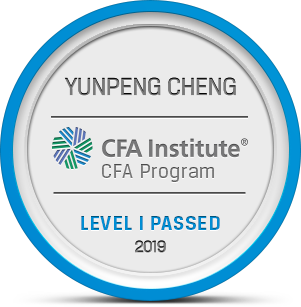 YUNPENG CHENG
CFA Institute®
CFA Program
LEVEL I PASSED
2019